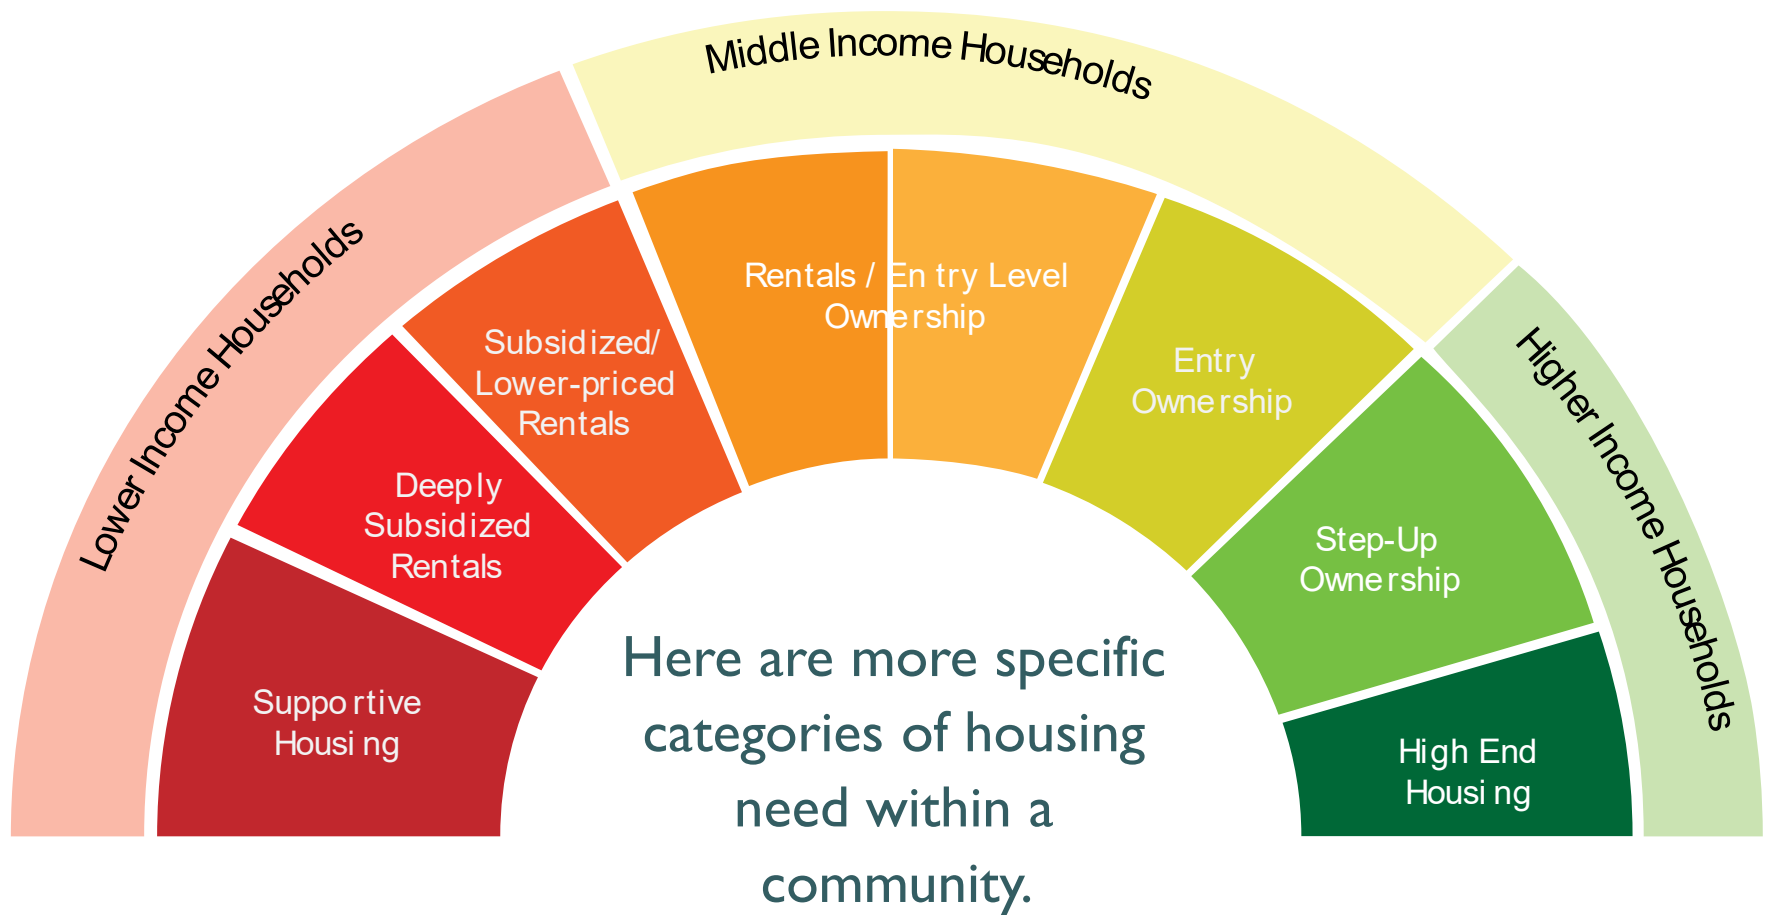 Middle Income Households
Lower Income Households
Higher Income Households
Rentals / Entry Level
Ownership
Subsidized/
Lower-priced
Rentals
Entry
Ownership
Deeply
Subsidized
Rentals
Step-Up
Ownership
Supportive
Housing
High End
Housing
Here are more specific
categories of housing
need within a
community.